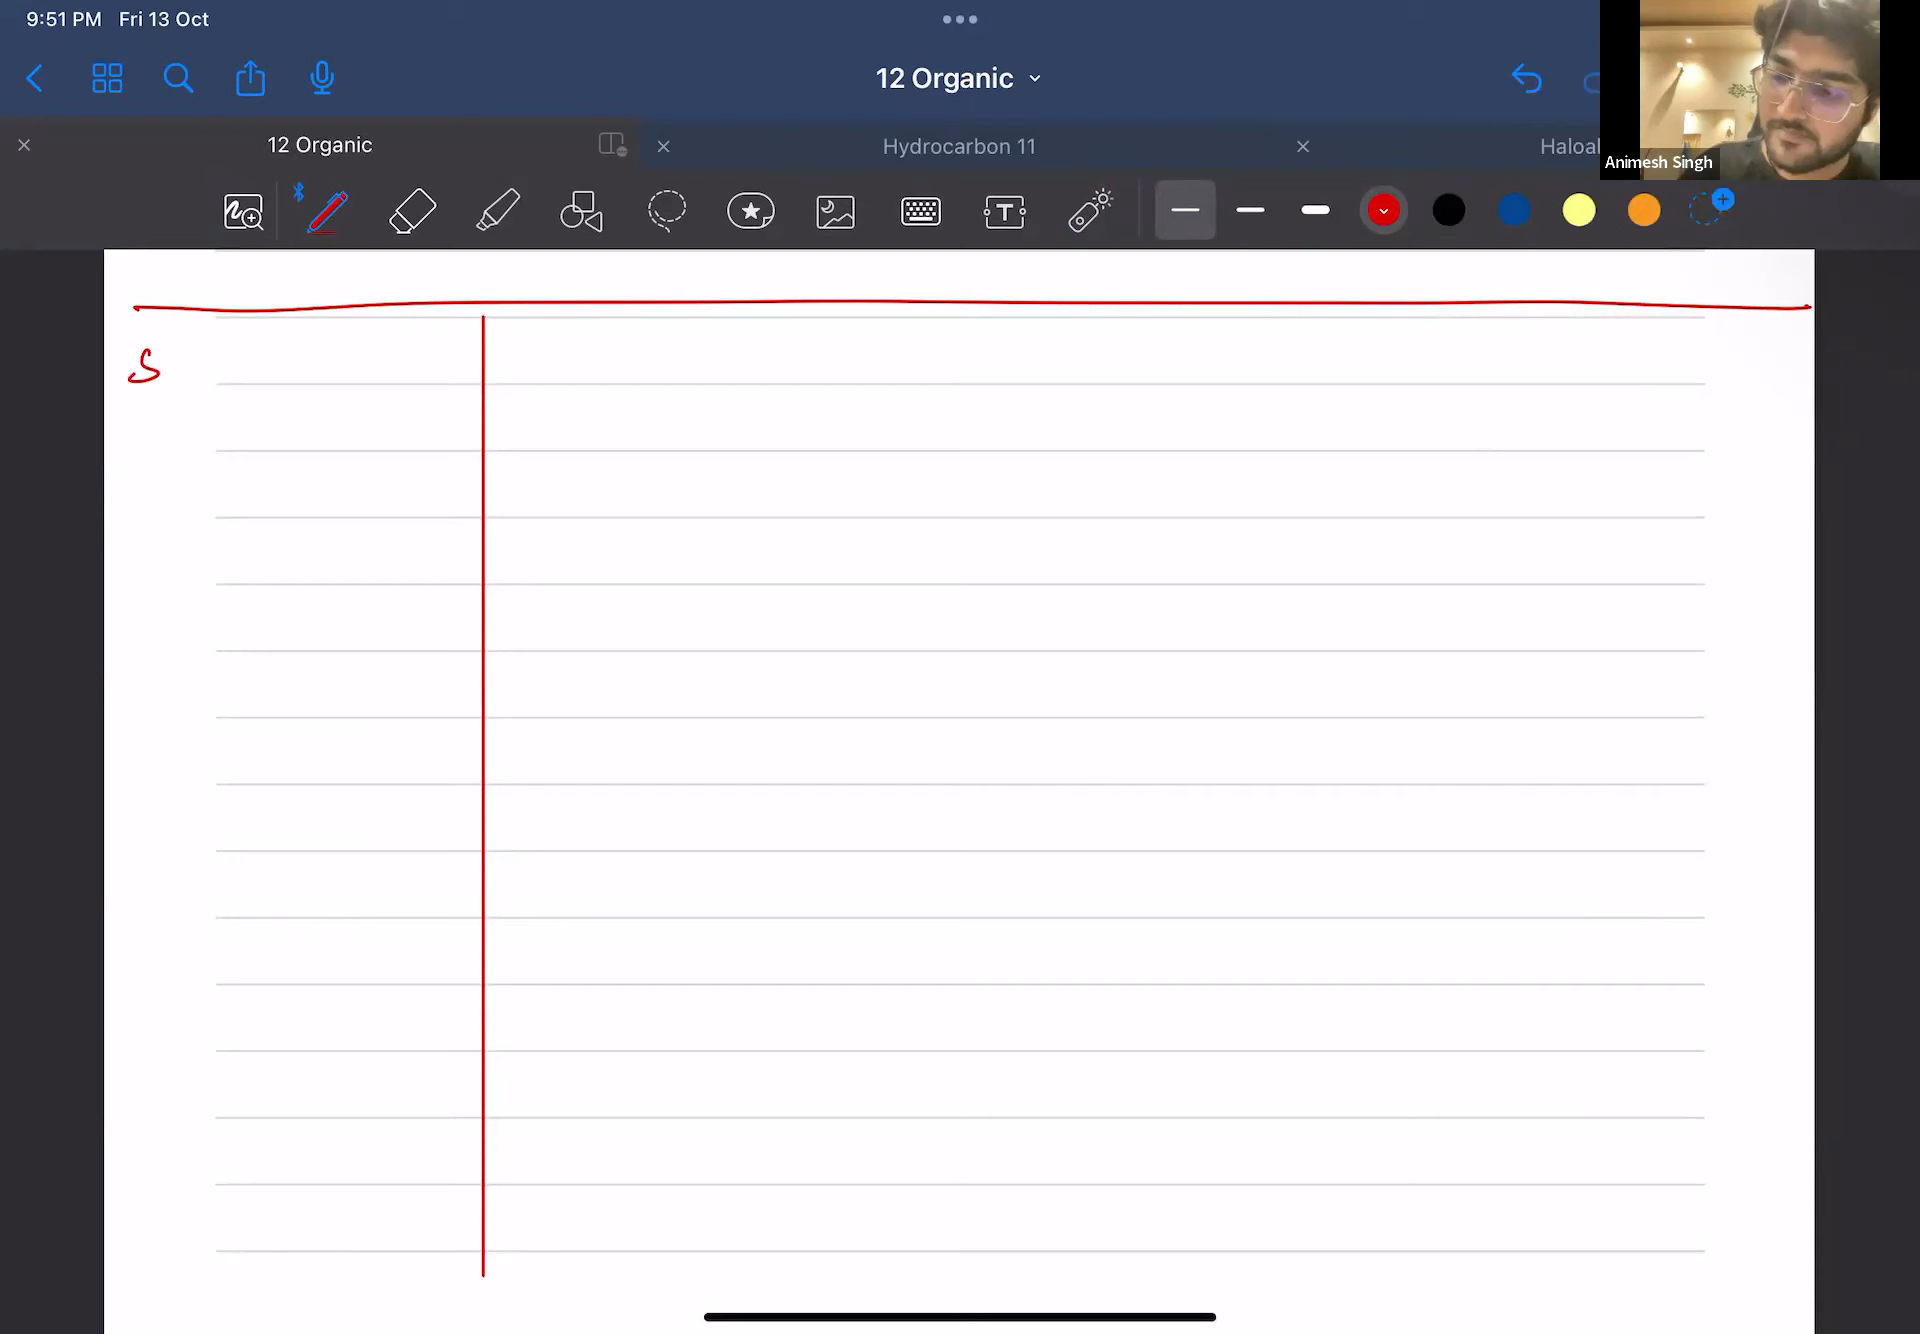 9:51 PM Fri 13 Oct
12 Organic
12 Organic
Hydrocarbon 11
Haloal
Animesh Singh
T
S